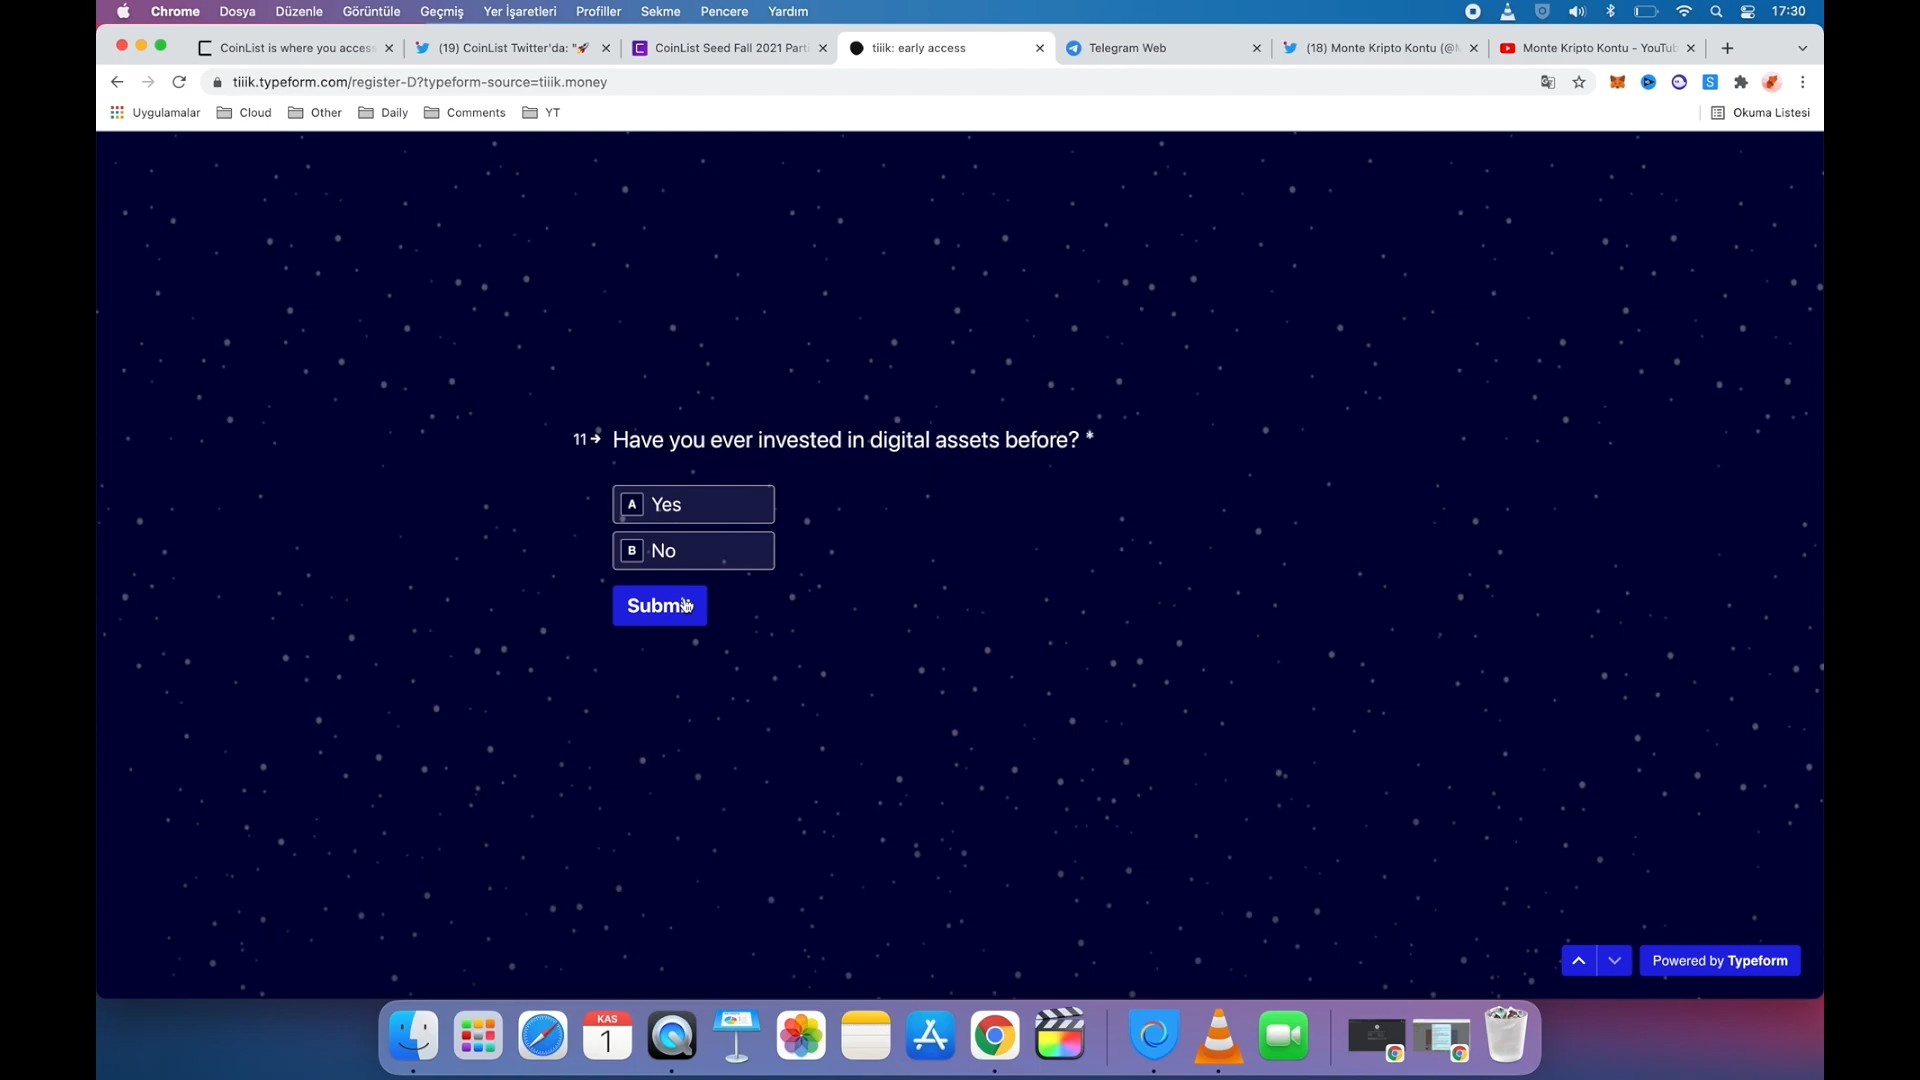 Chrome Dosya Düzenle Görüntüle Geçmiş Yer İşaretleri Profiller Sekme Pencere Yardım 17:30
CoinList is where you access (19) CoinList Twitter'da: "🚀 CoinList Seed Fall 2021 Parti tiiik: early access Telegram Web (18) Monte Kripto Kontu (@M Monte Kripto Kontu - YouTub
tiiik.typeform.com/register-D?typeform-source=tiiik.money
Uygulamalar Cloud Other Daily Comments YT Okuma Listesi
11→ Have you ever invested in digital assets before? *
A Yes
B No
Submit
Powered by Typeform
KAS
1